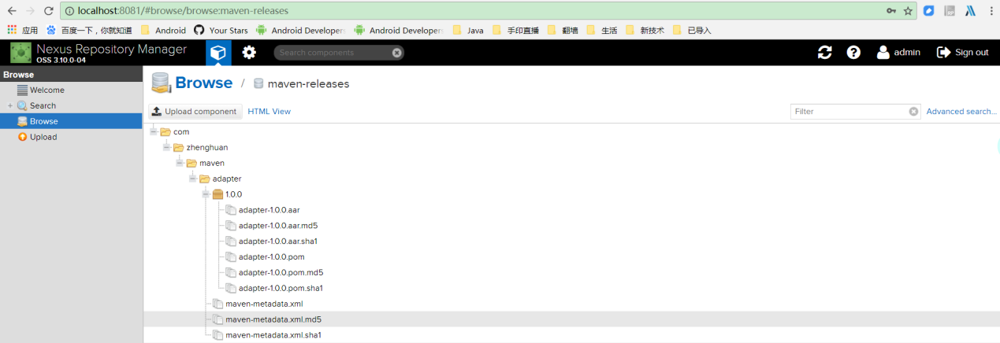 localhost:8081/#browse/browse:maven-releases
应用 百度一下，你就知道 Android Your Stars Android Developers Android Developers Java 手印直播 翻墙 生活 新技术 已导入
Nexus Repository Manager
OSS 3.10.0-04
Search components
admin
Sign out
Browse
Welcome
Search
Browse
Upload
Browse / maven-releases
Upload component HTML View Filter Advanced search...
com
zhenghuan
maven
adapter
1.0.0
adapter-1.0.0.aar
adapter-1.0.0.aar.md5
adapter-1.0.0.aar.sha1
adapter-1.0.0.pom
adapter-1.0.0.pom.md5
adapter-1.0.0.pom.sha1
maven-metadata.xml
maven-metadata.xml.md5
maven-metadata.xml.sha1